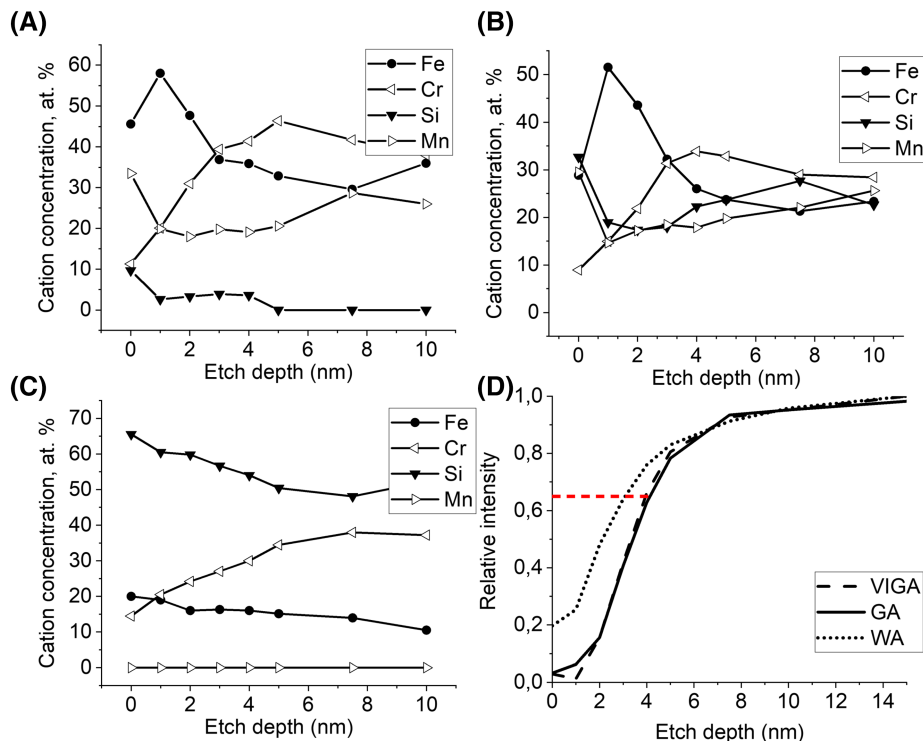 (A)
Cation concentration, at. %
60
50
40
30
20
10
0
0 2 4 6 8 10
Etch depth (nm)
Fe
Cr
Si
Mn
(B)
Cation concentration, at. %
50
40
30
20
10
0
0 2 4 6 8 10
Etch depth (nm)
Fe
Cr
Si
Mn
(C)
Cation concentration, at. %
70
60
50
40
30
20
10
0
0 2 4 6 8 10
Etch depth (nm)
Fe
Cr
Si
Mn
(D)
Relative intensity
1,0
0,8
0,6
0,4
0,2
0,0
0 2 4 6 8 10 12 14
Etch depth (nm)
VIGA
GA
WA